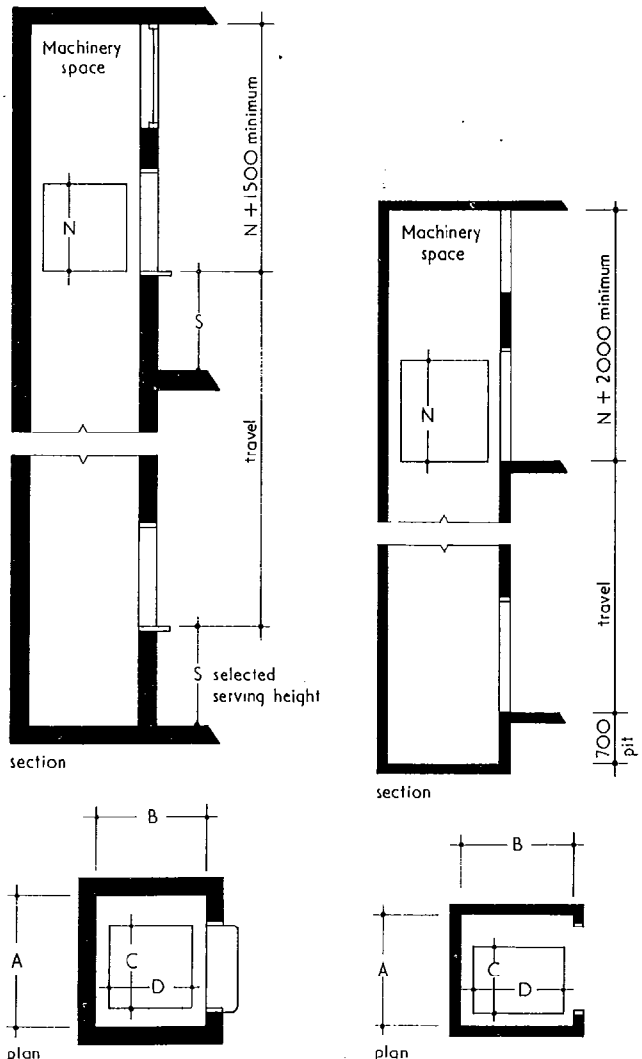 Machinery
space
N
N + 1500 minimum
S
travel
S selected
serving height
section
B
A
C
D
plan
Machinery
space
N
N + 2000 minimum
travel
700
pit
section
B
A
C
D
plan